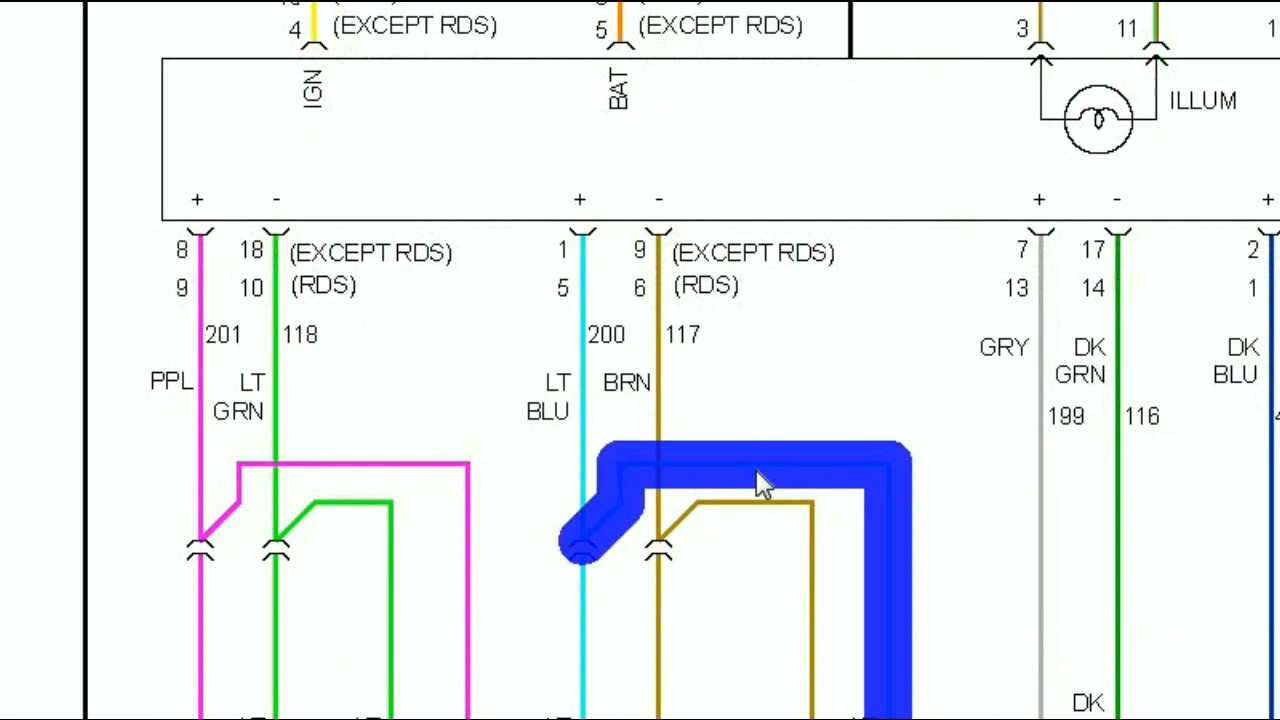 4 (EXCEPT RDS) 5 (EXCEPT RDS) 3 11 1
IGN BAT ILLUM
+ - + - + - +
8 18 (EXCEPT RDS) 1 9 (EXCEPT RDS) 7 17 2
9 10 (RDS) 5 6 (RDS) 13 14 1
201 118 200 117
GRY DK DK
PPL LT LT BRN GRN BLU
GRN BLU 199 116
DK